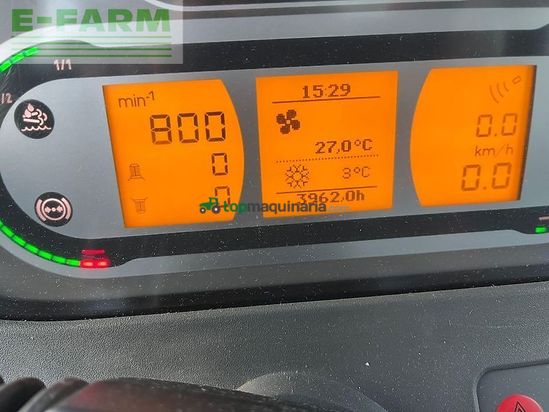 E-FARM
1/1
/2
min-1
800
0
0
15:29
27.0°C
3°C
3962.0h
topmaquinaria
0.0
km/h
0.0